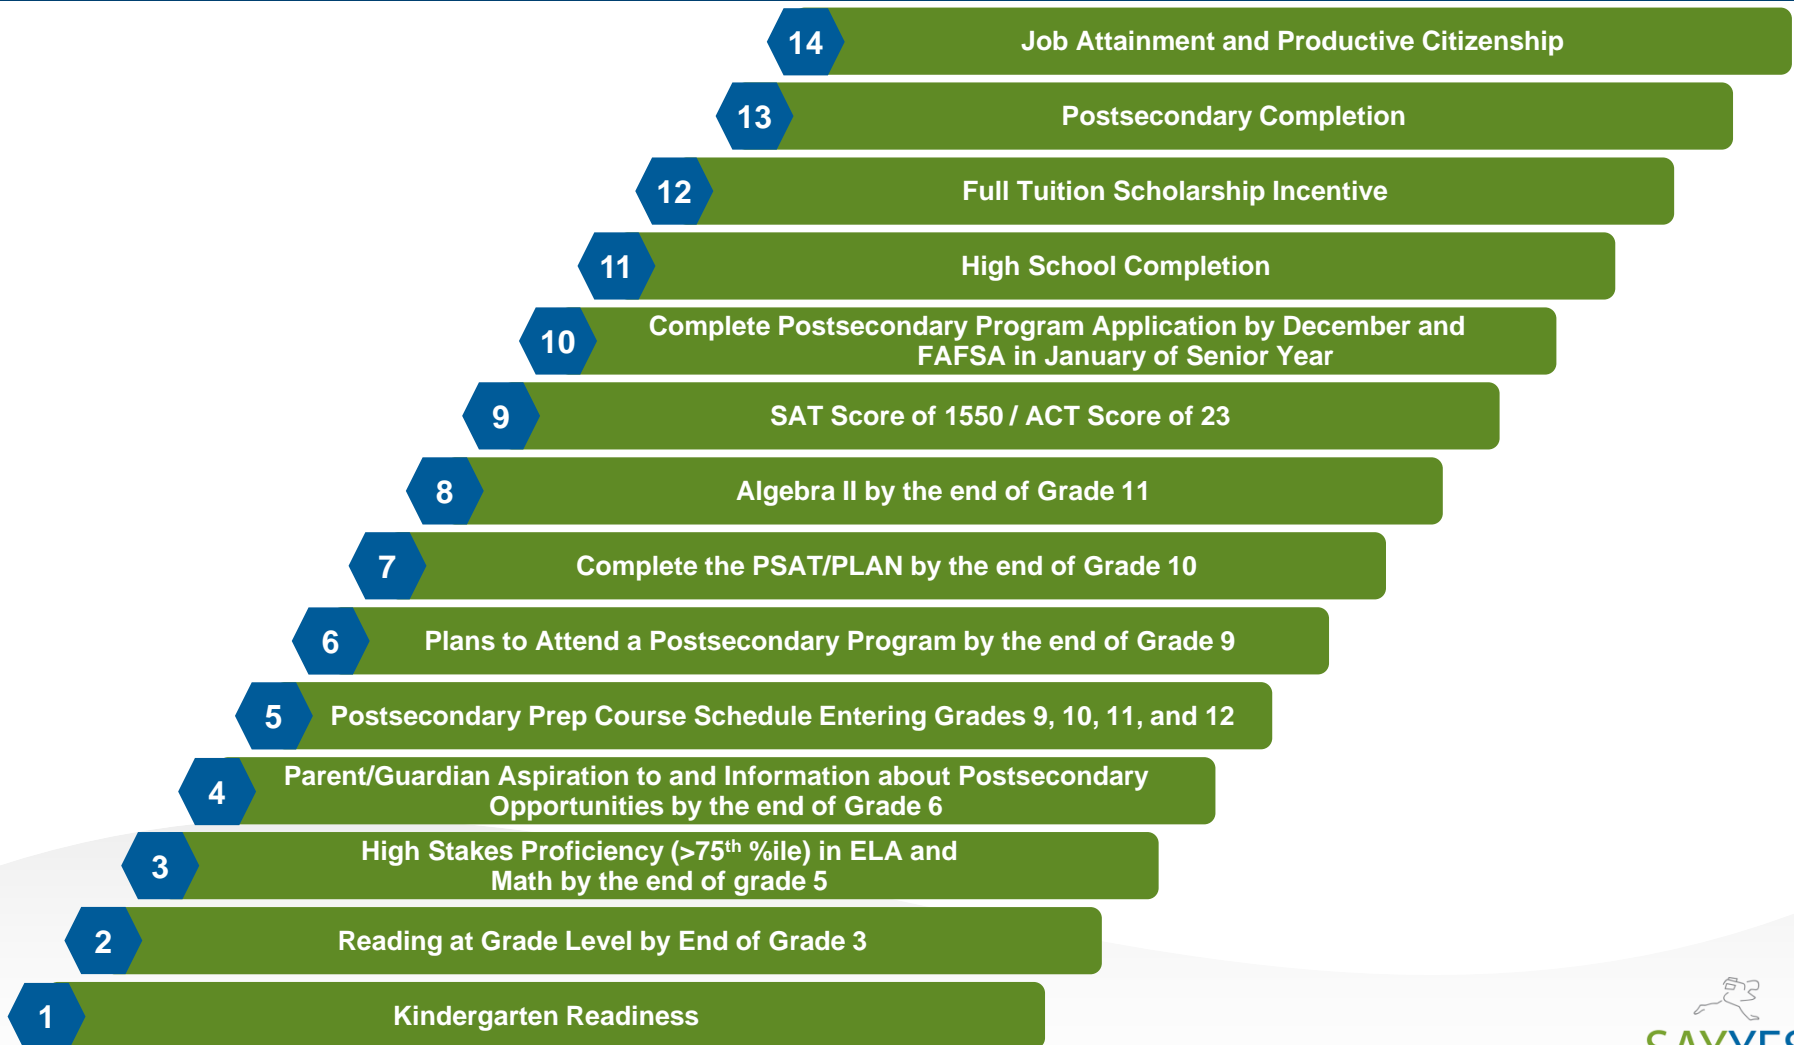 14 Job Attainment and Productive Citizenship
13 Postsecondary Completion
12 Full Tuition Scholarship Incentive
11 High School Completion
10 Complete Postsecondary Program Application by December and
FAFSA in January of Senior Year
9 SAT Score of 1550 / ACT Score of 23
8 Algebra II by the end of Grade 11
7 Complete the PSAT/PLAN by the end of Grade 10
6 Plans to Attend a Postsecondary Program by the end of Grade 9
5 Postsecondary Prep Course Schedule Entering Grades 9, 10, 11, and 12
4 Parent/Guardian Aspiration to and Information about Postsecondary
Opportunities by the end of Grade 6
3 High Stakes Proficiency (>75th %ile) in ELA and
Math by the end of grade 5
2 Reading at Grade Level by End of Grade 3
1 Kindergarten Readiness
SAYYES